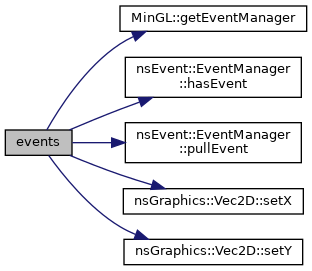 events
MinGL::getEventManager
nsEvent::EventManager
::hasEvent
nsEvent::EventManager
::pullEvent
nsGraphics::Vec2D::setX
nsGraphics::Vec2D::setY